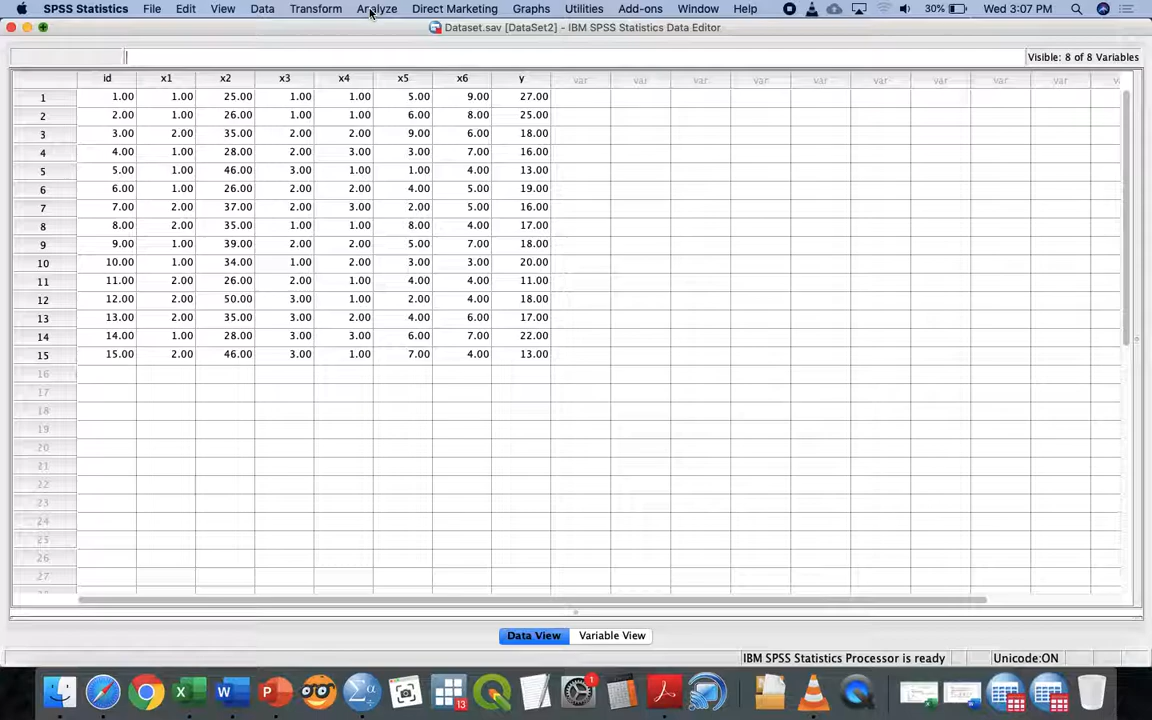 SPSS Statistics File Edit View Data Transform Analyze Direct Marketing Graphs Utilities Add-ons Window Help 30% Wed 3:07 PM
Dataset.sav [DataSet2] - IBM SPSS Statistics Data Editor
Visible: 8 of 8 Variables
id x1 x2 x3 x4 x5 x6 y var var var var var var var var var
1 1.00 1.00 25.00 1.00 1.00 5.00 9.00 27.00
2 2.00 1.00 26.00 1.00 1.00 6.00 8.00 25.00
3 3.00 2.00 35.00 2.00 2.00 9.00 6.00 18.00
4 4.00 1.00 28.00 2.00 3.00 3.00 7.00 16.00
5 5.00 1.00 46.00 3.00 1.00 1.00 4.00 13.00
6 6.00 1.00 26.00 2.00 2.00 4.00 5.00 19.00
7 7.00 2.00 37.00 2.00 3.00 2.00 5.00 16.00
8 8.00 2.00 35.00 1.00 1.00 8.00 4.00 17.00
9 9.00 1.00 39.00 2.00 2.00 5.00 7.00 18.00
10 10.00 1.00 34.00 1.00 2.00 3.00 3.00 20.00
11 11.00 2.00 26.00 2.00 1.00 4.00 4.00 11.00
12 12.00 2.00 50.00 3.00 1.00 2.00 4.00 18.00
13 13.00 2.00 35.00 3.00 2.00 4.00 6.00 17.00
14 14.00 1.00 28.00 3.00 3.00 6.00 7.00 22.00
15 15.00 2.00 46.00 3.00 1.00 7.00 4.00 13.00
16
17
18
19
20
21
22
23
24
25
26
27
Data View Variable View
IBM SPSS Statistics Processor is ready Unicode:ON
13 1